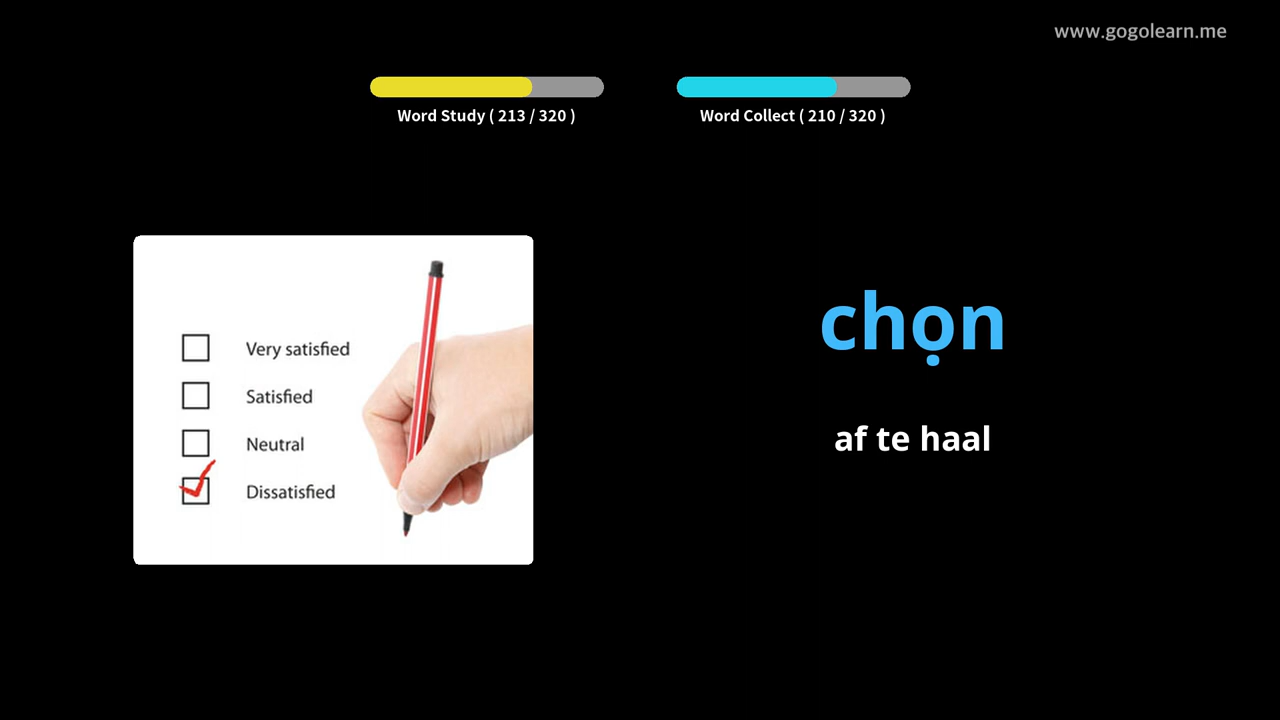 www.gogolearn.me
Word Study ( 213 / 320 )
Word Collect ( 210 / 320 )
Very satisfied
Satisfied
Neutral
Dissatisfied
chọn
af te haal